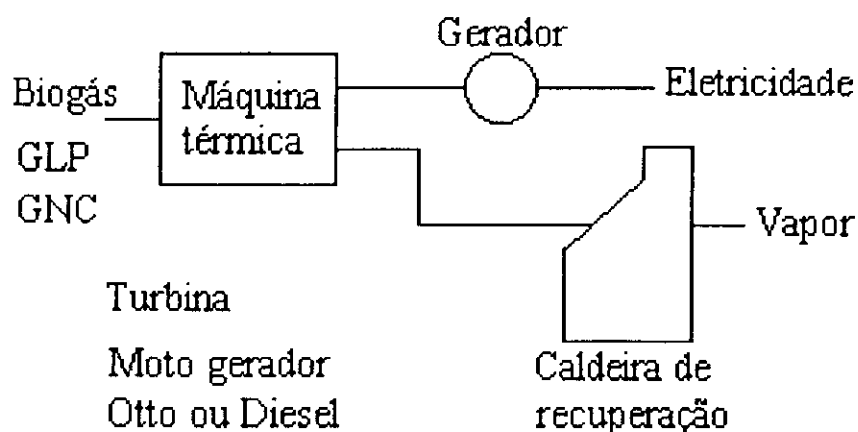 Gerador
Biogás
Máquina
térmica
Eletricidade
GLP
GNC
Vapor
Turbina
Moto gerador
Otto ou Diesel
Caldeira de
recuperação